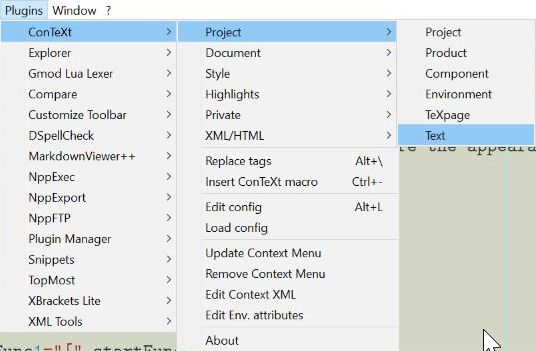 Plugins Window ?
ConTeXt
Explorer
Gmod Lua Lexer
Compare
Customize Toolbar
DSpellCheck
MarkdownViewer++
NppExec
NppExport
NppFTP
Plugin Manager
Snippets
TopMost
XBrackets Lite
XML Tools
Project
Document
Style
Highlights
Private
XML/HTML
Replace tags Alt+\
Insert ConTeXt macro Ctrl+-
Edit config Alt+L
Load config
Update Context Menu
Remove Context Menu
Edit Context XML
Edit Env. attributes
About
Project
Product
Component
Environment
TeXpage
Text
the appeara